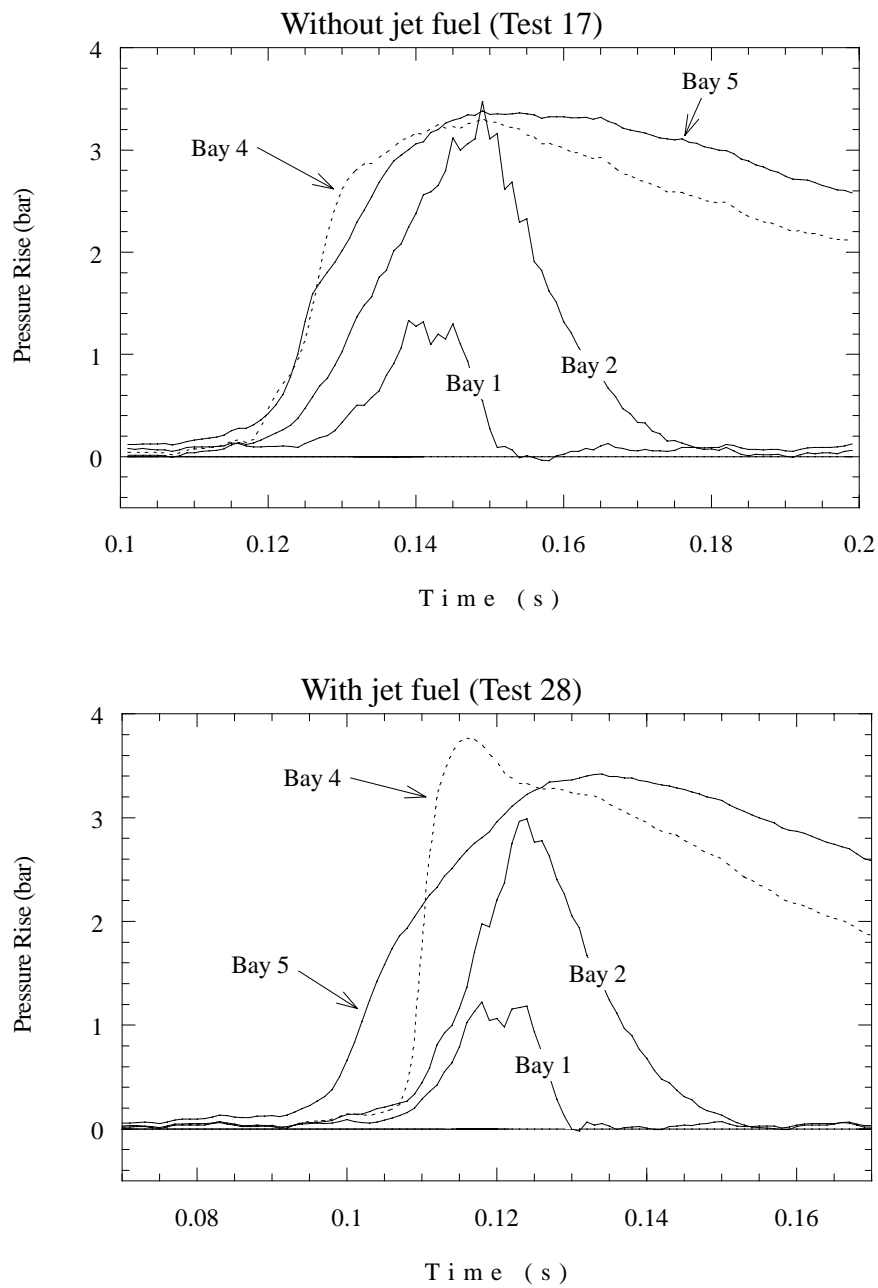 Without jet fuel (Test 17)
4
3
2
1
0
Pressure Rise (bar)
Bay 5
Bay 4
Bay 2
Bay 1
0.1 0.12 0.14 0.16 0.18 0.2
Time (s)
With jet fuel (Test 28)
4
3
2
1
0
Pressure Rise (bar)
Bay 4
Bay 5
Bay 2
Bay 1
0.08 0.1 0.12 0.14 0.16
Time (s)